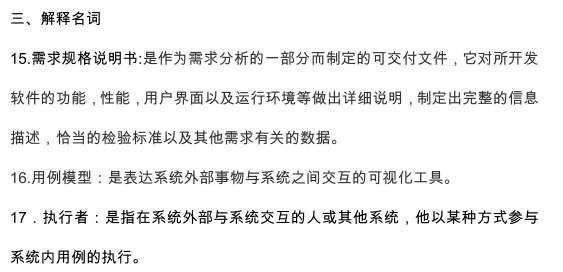 三、解释名词
15.需求规格说明书:是作为需求分析的一部分而制定的可交付文件，它对所开发
软件的功能，性能，用户界面以及运行环境等做出详细说明，制定出完整的信息
描述，恰当的检验标准以及其他需求有关的数据。
16.用例模型：是表达系统外部事物与系统之间交互的可视化工具。
17．执行者：是指在系统外部与系统交互的人或其他系统，他以某种方式参与
系统内用例的执行。